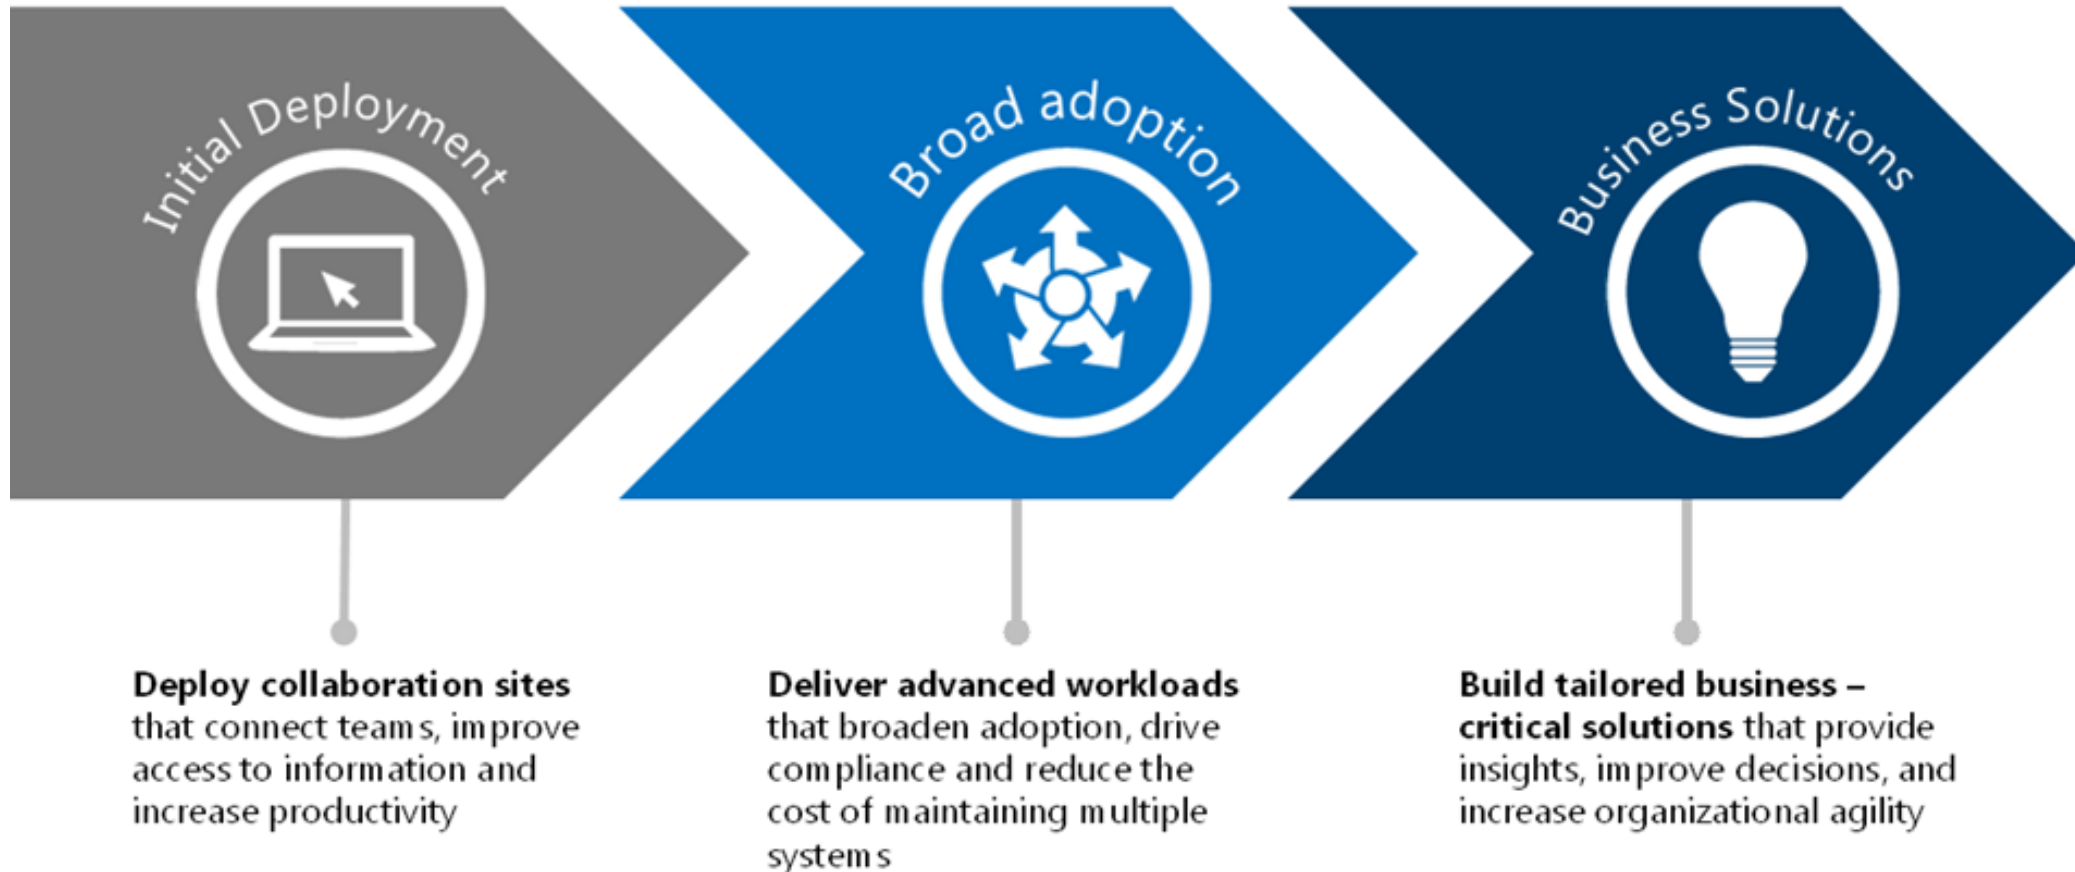 Initial Deployment
Broad adoption
Business Solutions
Deploy collaboration sites
that connect teams, improve
access to information and
increase productivity
Deliver advanced workloads
that broaden adoption, drive
compliance and reduce the
cost of maintaining multiple
systems
Build tailored business –
critical solutions that provide
insights, improve decisions, and
increase organizational agility